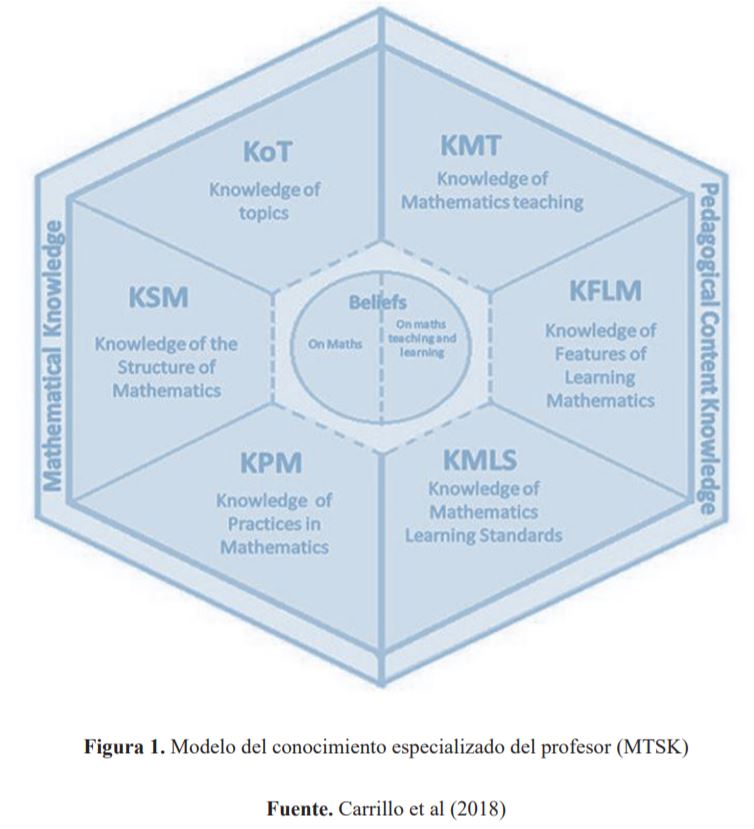 KoT
Knowledge of
topics
KMT
Knowledge of
Mathematics teaching
Mathematical Knowledge
KSM
Knowledge of the
Structure of
Mathematics
Beliefs
On Maths
On maths
teaching and
learning
KFLM
Knowledge of
Features of
Learning
Mathematics
Pedagogical Content Knowledge
KPM
Knowledge of
Practices in
Mathematics
KMLS
Knowledge of
Mathematics
Learning Standards
Figura 1. Modelo del conocimiento especializado del profesor (MTSK)
Fuente. Carrillo et al (2018)